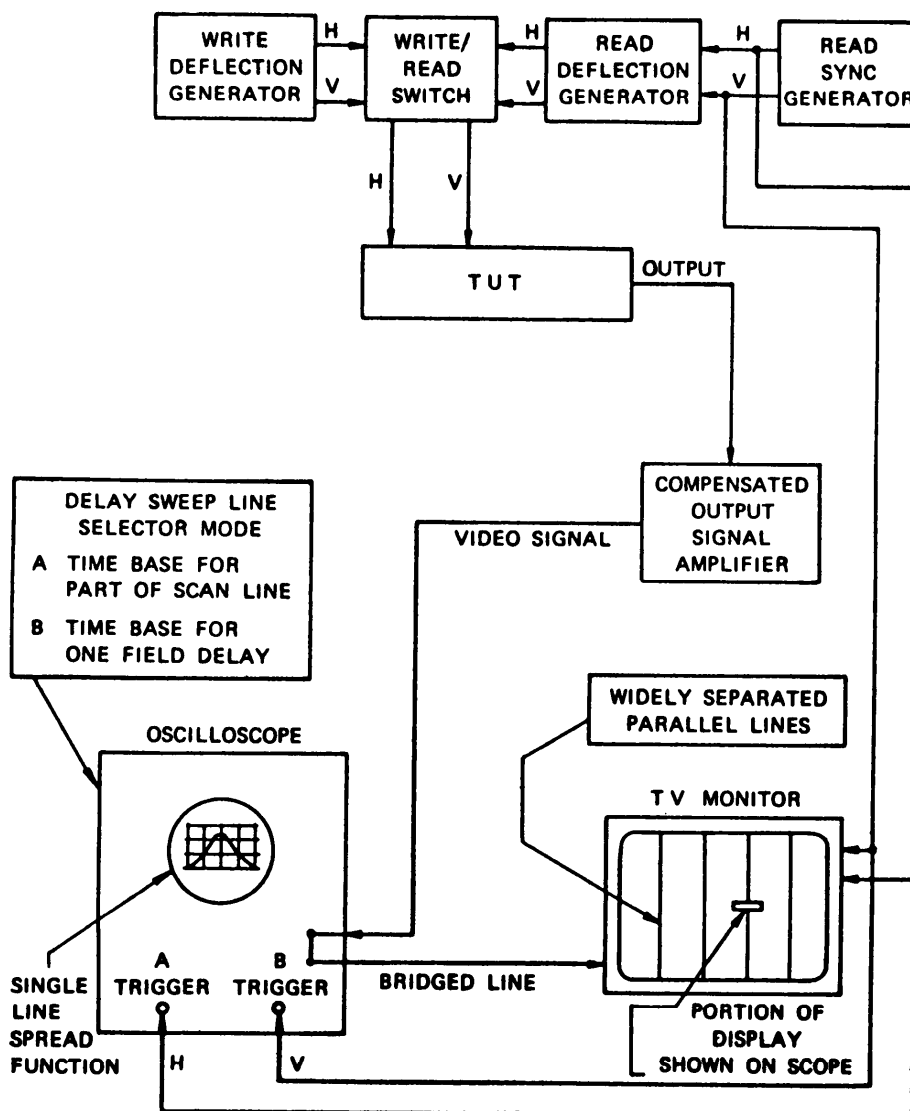 WRITE
DEFLECTION
GENERATOR
H
V
WRITE/
READ
SWITCH
H
V
READ
DEFLECTION
GENERATOR
H
V
READ
SYNC
GENERATOR
H
V
TUT
OUTPUT
COMPENSATED
OUTPUT
SIGNAL
AMPLIFIER
VIDEO SIGNAL
DELAY SWEEP LINE
SELECTOR MODE
A TIME BASE FOR
PART OF SCAN LINE
B TIME BASE FOR
ONE FIELD DELAY
WIDELY SEPARATED
PARALLEL LINES
OSCILLOSCOPE
TV MONITOR
A
TRIGGER
B
TRIGGER
BRIDGED LINE
SINGLE
LINE
SPREAD
FUNCTION
PORTION OF
DISPLAY
SHOWN ON SCOPE
H
V